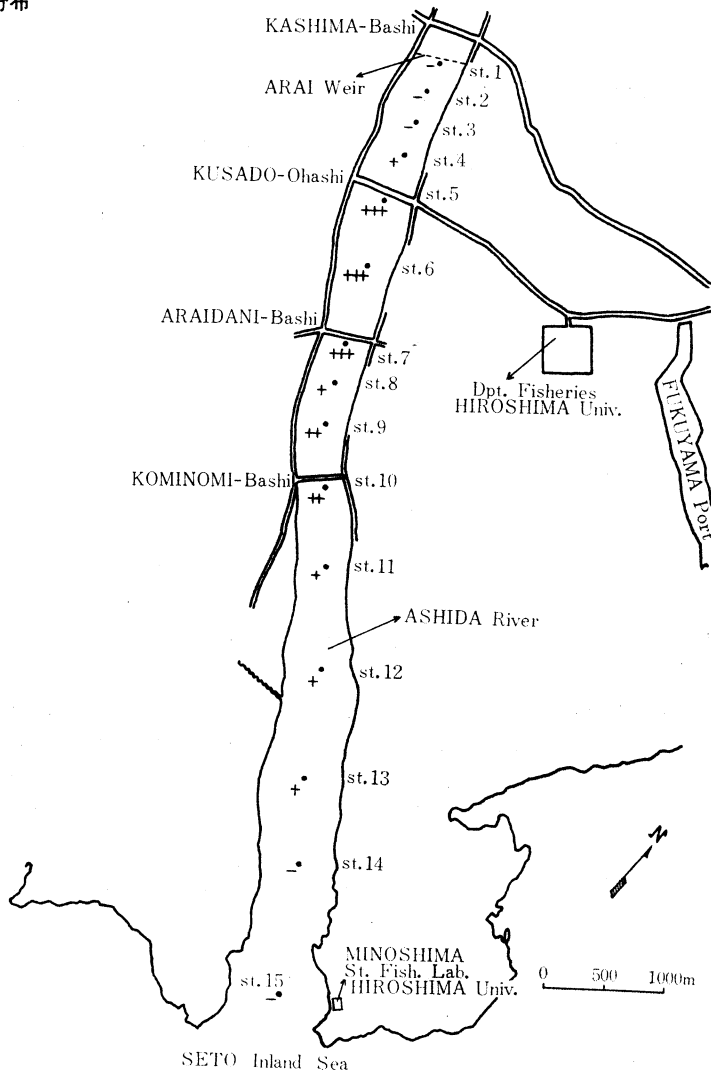 布
KASHIMA-Bashi
ARAI Weir
st.1
st.2
st.3
st.4
KUSADO-Ohashi
st.5
st.6
ARAIDANI-Bashi
st.7
st.8
Dpt. Fisheries
HIROSHIMA Univ.
FUKUYAMA Port
st.9
KOMINOMI-Bashi
st.10
st.11
ASHIDA River
st.12
st.13
N
st.14
MINOSHIMA
St. Fish. Lab.
HIROSHIMA Univ.
st.15
0 500 1000m
SETO Inland Sea